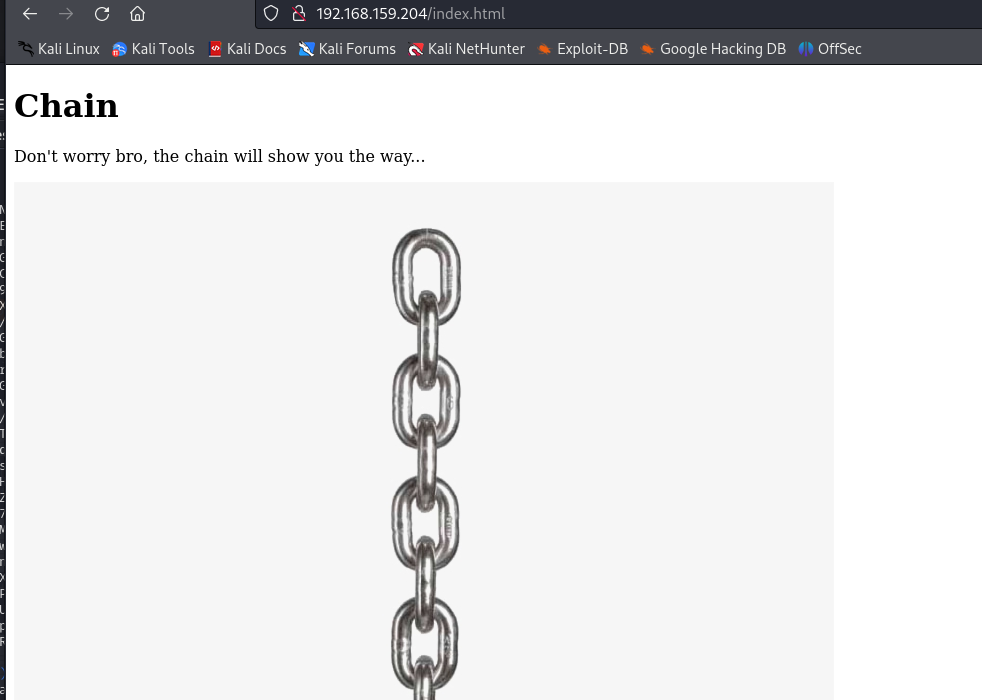 192.168.159.204/index.html
Kali Linux Kali Tools Kali Docs Kali Forums Kali NetHunter Exploit-DB Google Hacking DB OffSec
Chain
Don't worry bro, the chain will show you the way...